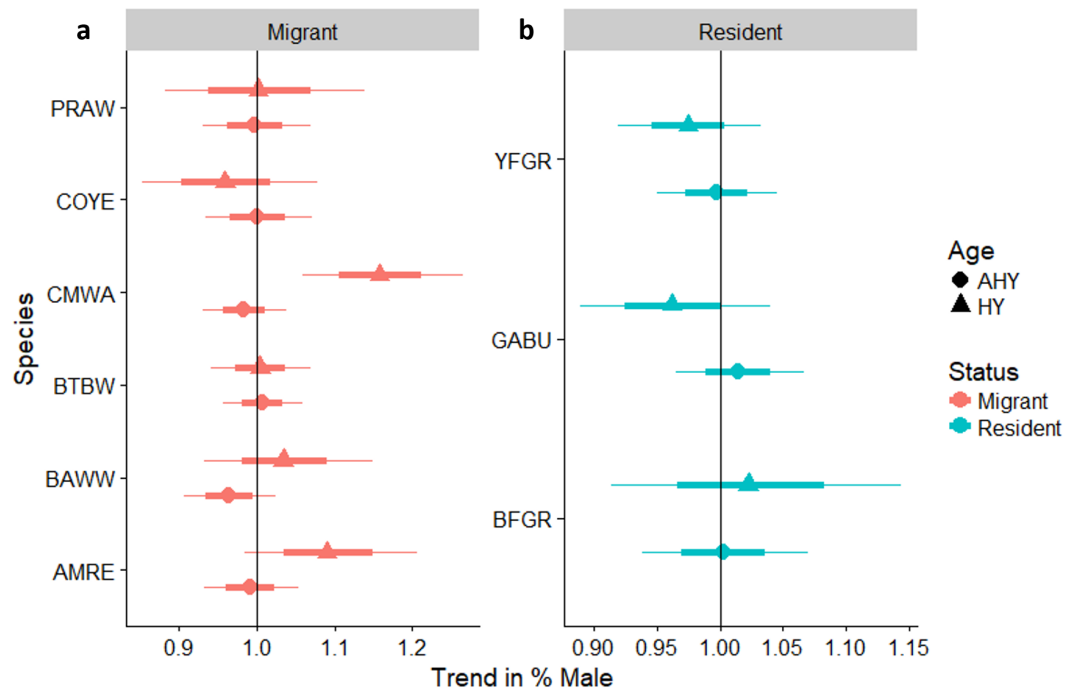 a
Migrant
b
Resident
Species
PRAW
COYE
CMWA
BTBW
BAWW
AMRE
0.9 1.0 1.1 1.2
YFGR
GABU
BFGR
0.90 0.95 1.00 1.05 1.10 1.15
Trend in % Male
Age
AHY
HY
Status
Migrant
Resident